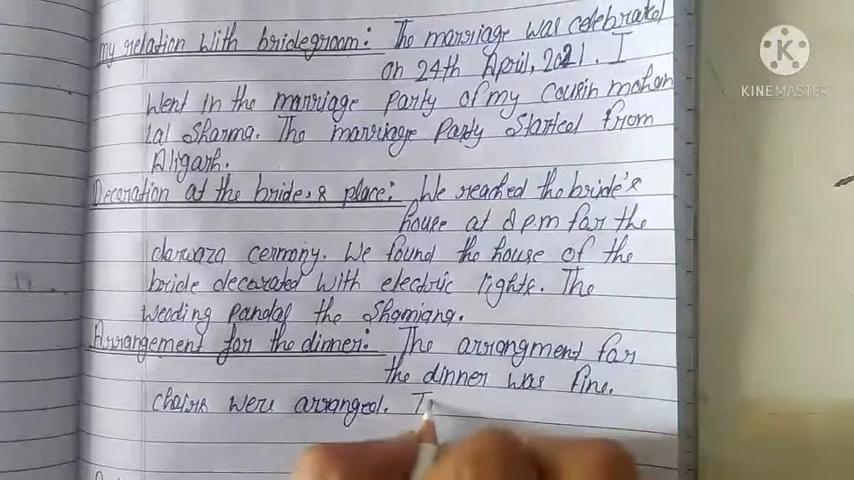 my relation with bridegroom: The marriage was celebrated
on 24th April, 2021. I
went in the marriage party of my cousin mohan
Lal Sharma. The marriage party started from
Aligarh.
Decoration at the bride's place: We reached the bride's
house at 8 p.m for the
darwaza cermony. We found the house of the
bride decorated with electric lights. The
weading pandal the Shamiana.
Arrangement for the dinner: The arrangment for
the dinner was fine.
chairs were arranged. T
K
KINEMASTER